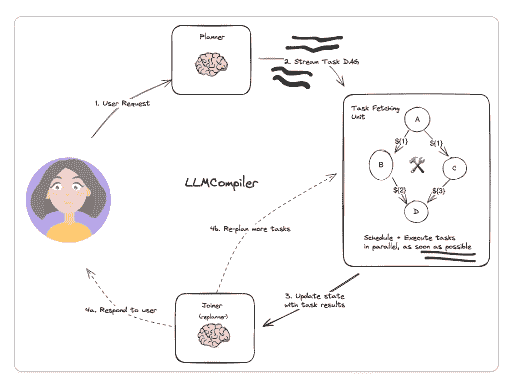 Planner
2. Stream Task DAG
1. User Request
Task Fetching
Unit
A
$(1)
$(1)
B
C
$(2)
$(3)
D
LLMCompiler
4b. Re-plan more tasks
Schedule + Execute tasks
in parallel, as soon as possible
3. Update state
with task results
4a. Respond to user
Joiner
(replanner)